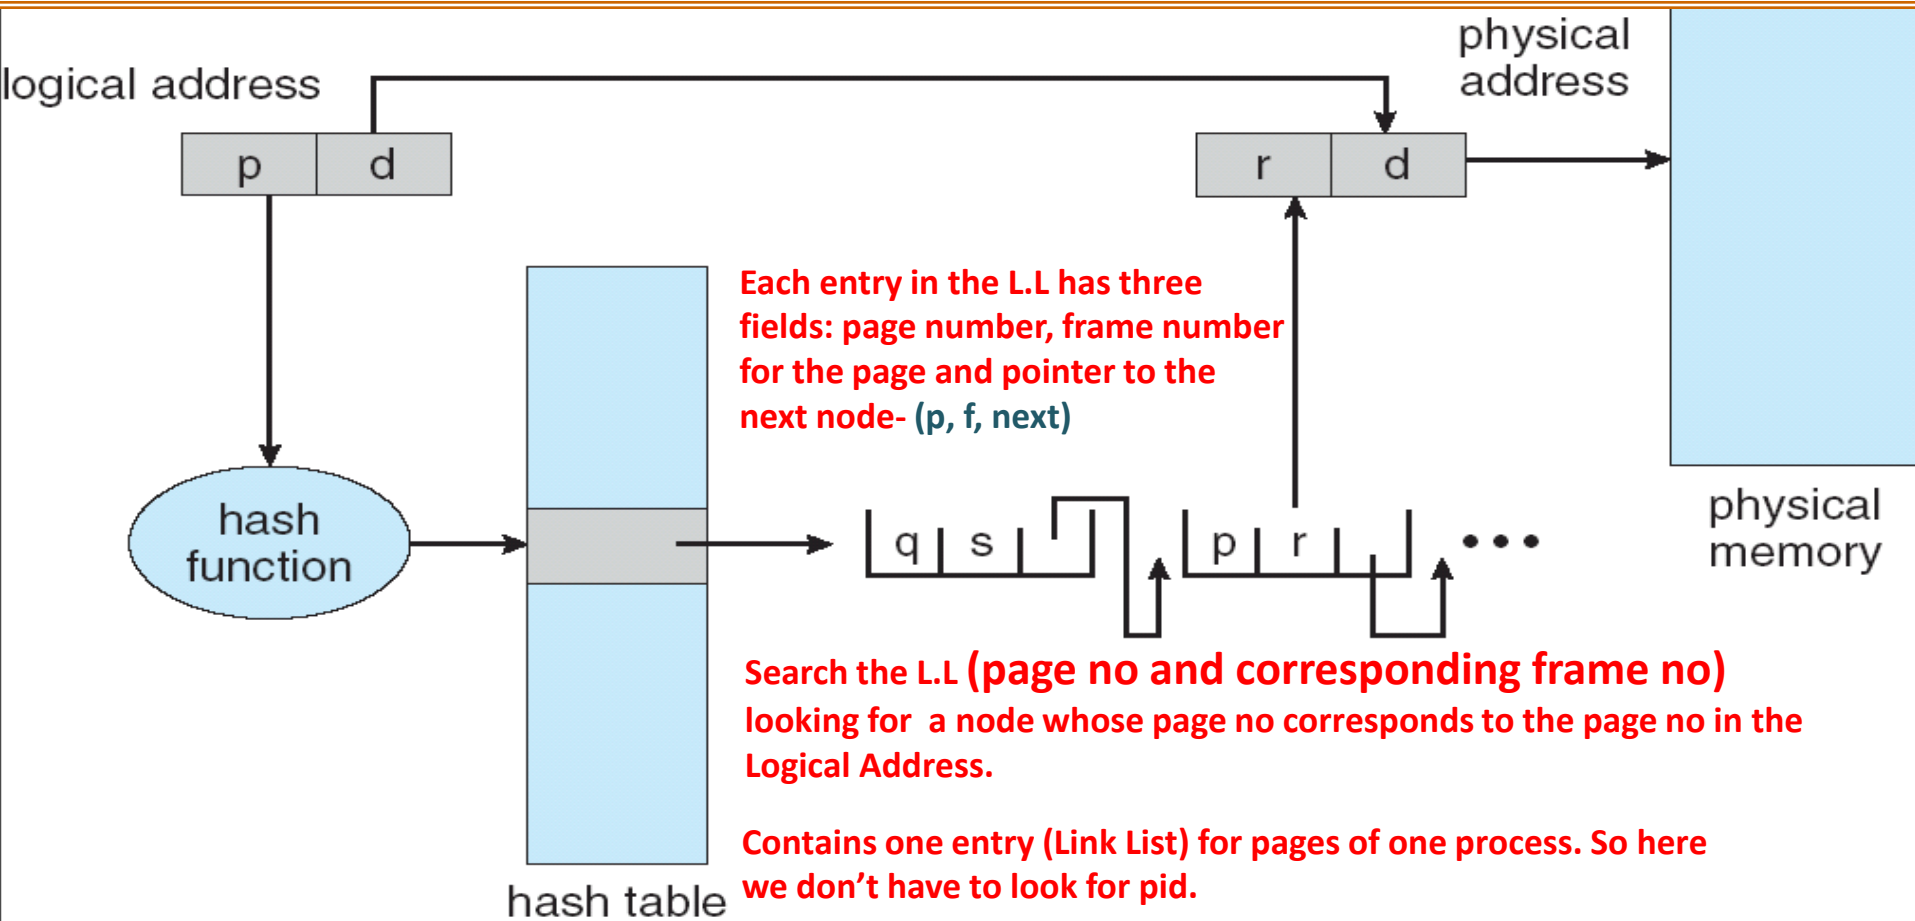 logical address
physical
address
p d
r d
Each entry in the L.L has three
fields: page number, frame number
for the page and pointer to the
next node- (p, f, next)
hash
function
q s
p r
•••
physical
memory
Search the L.L (page no and corresponding frame no)
looking for a node whose page no corresponds to the page no in the
Logical Address.
Contains one entry (Link List) for pages of one process. So here
we don’t have to look for pid.
hash table